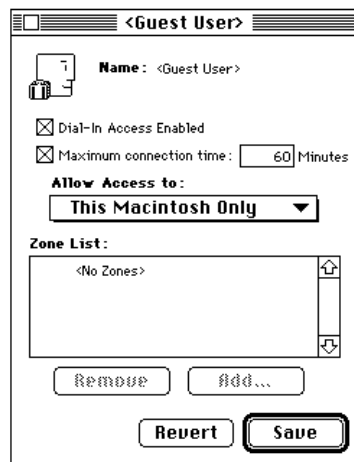 <Guest User>
Name: <Guest User>
Dial-In Access Enabled
Maximum connection time: 60 Minutes
Allow Access to:
This Macintosh Only
Zone List:
<No Zones>
Remove Add...
Revert Save